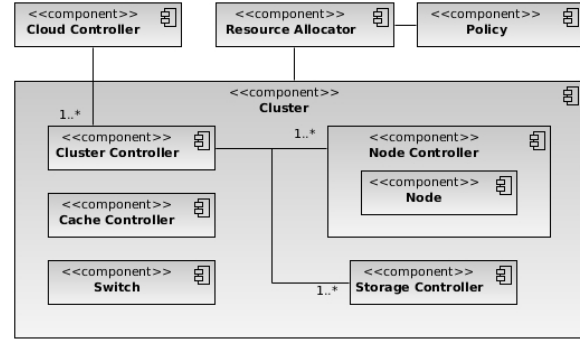 <<component>>
Cloud Controller
<<component>>
Resource Allocator
<<component>>
Policy
<<component>>
Cluster
1..*
<<component>>
Cluster Controller
1..*
<<component>>
Node Controller
<<component>>
Node
<<component>>
Cache Controller
<<component>>
Switch
1..*
<<component>>
Storage Controller